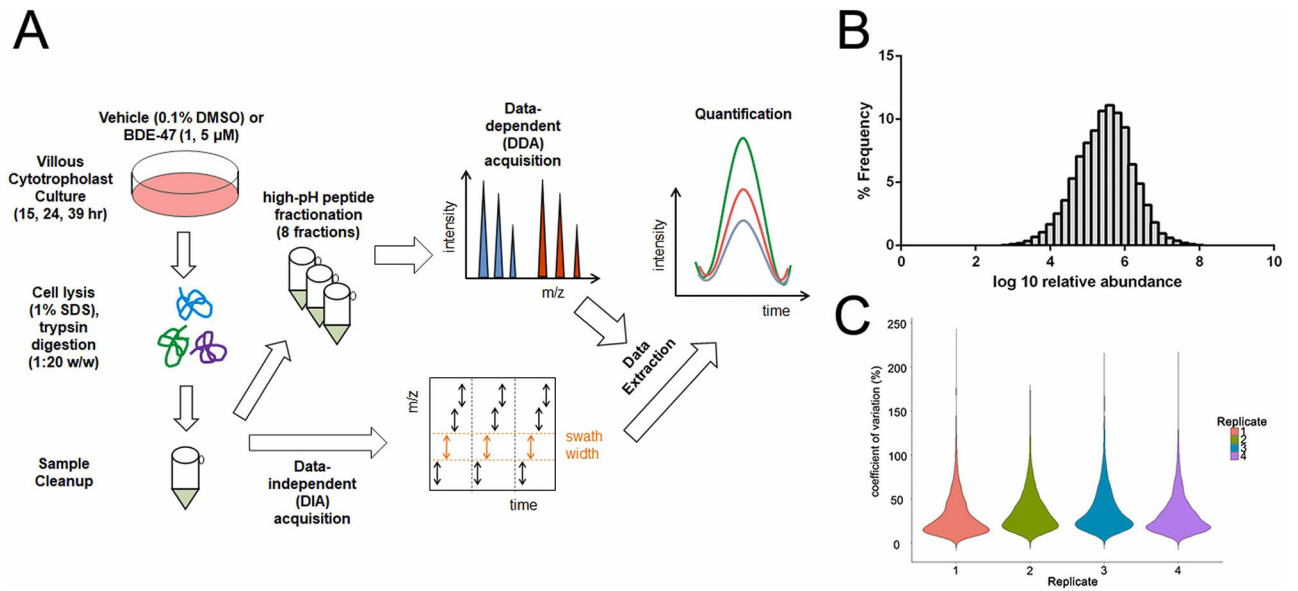 A
Vehicle (0.1% DMSO) or
BDE-47 (1, 5 µM)
Villous
Cytotropholast
Culture
(15, 24, 39 hr)
Cell lysis
(1% SDS),
trypsin
digestion
(1:20 w/w)
Sample
Cleanup
high-pH peptide
fractionation
(8 fractions)
Data-
independent
(DIA)
acquisition
Data-
dependent
(DDA)
acquisition
intensity
m/z
m/z
swath
width
time
Data
Extraction
Quantification
intensity
time
B
% Frequency
15
10
5
0
0 2 4 6 8 10
log 10 relative abundance
C
coefficient of variation (%)
250
200
150
100
50
0
1 2 3 4
Replicate
Replicate
1
2
3
4